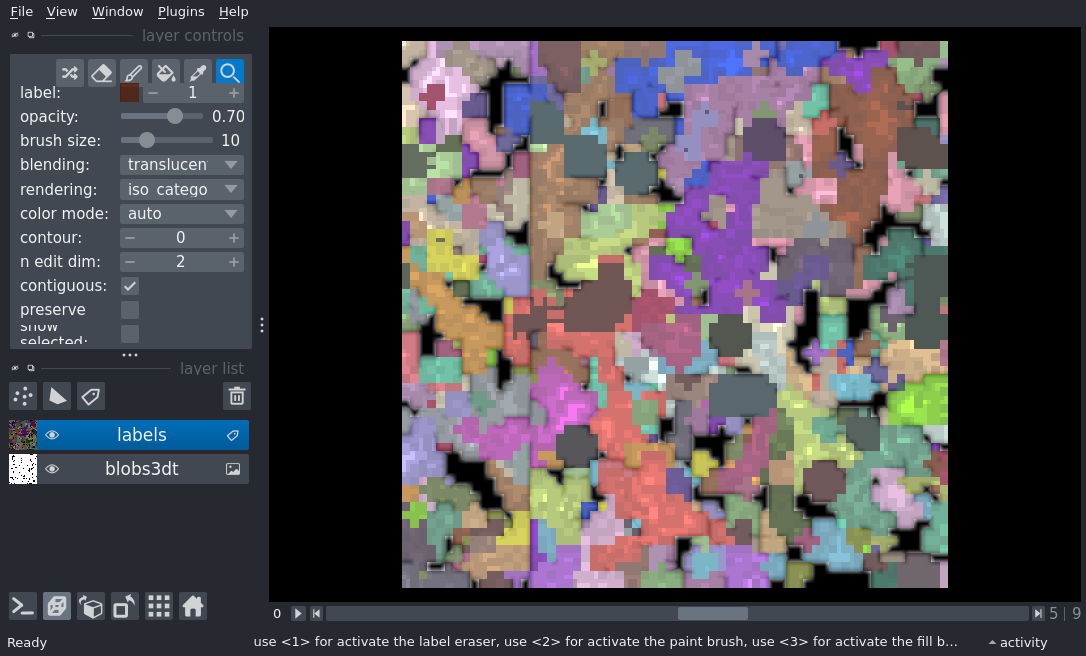 File View Window Plugins Help
layer controls
label: 1
opacity: 0.70
brush size: 10
blending: translucen
rendering: iso_catego
color mode: auto
contour: 0
n edit dim: 2
contiguous:
preserve
show
selected:
layer list
labels
blobs3dt
0 5 | 9
Ready use <1> for activate the label eraser, use <2> for activate the paint brush, use <3> for activate the fill b... activity